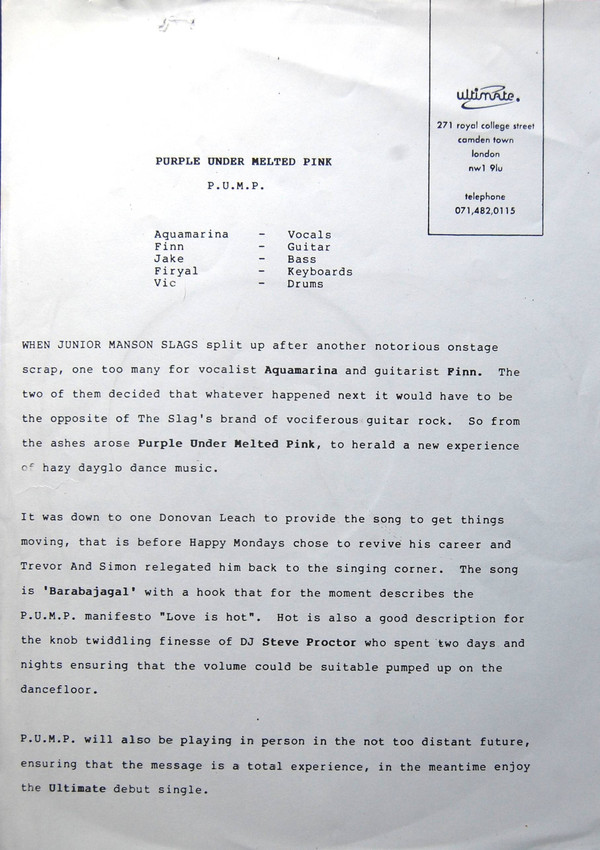 ultimate.
271 royal college street
camden town
london
nw1 9lu
telephone
071,482,0115
PURPLE UNDER MELTED PINK
P.U.M.P.
Aquamarina - Vocals
Finn - Guitar
Jake - Bass
Firyal - Keyboards
Vic - Drums
WHEN JUNIOR MANSON SLAGS split up after another notorious onstage
scrap, one too many for vocalist Aquamarina and guitarist Finn. The
two of them decided that whatever happened next it would have to be
the opposite of The Slag's brand of vociferous guitar rock. So from
the ashes arose Purple Under Melted Pink, to herald a new experience
of hazy dayglo dance music.
It was down to one Donovan Leach to provide the song to get things
moving, that is before Happy Mondays chose to revive his career and
Trevor And Simon relegated him back to the singing corner. The song
is 'Barabajagal' with a hook that for the moment describes the
P.U.M.P. manifesto "Love is hot". Hot is also a good description for
the knob twiddling finesse of DJ Steve Proctor who spent two days and
nights ensuring that the volume could be suitable pumped up on the
dancefloor.
P.U.M.P. will also be playing in person in the not too distant future,
ensuring that the message is a total experience, in the meantime enjoy
the Ultimate debut single.